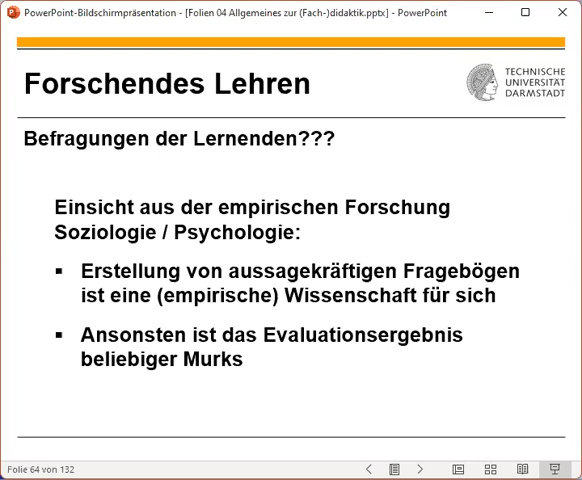 PowerPoint-Bildschirmpräsentation - [Folien 04 Allgemeines zur (Fach-)didaktik.pptx] - PowerPoint
Forschendes Lehren
TECHNISCHE
UNIVERSITÄT
DARMSTADT
Befragungen der Lernenden???
Einsicht aus der empirischen Forschung
Soziologie / Psychologie:
▪ Erstellung von aussagekräftigen Fragebögen
ist eine (empirische) Wissenschaft für sich
▪ Ansonsten ist das Evaluationsergebnis
beliebiger Murks
Folie 64 von 132